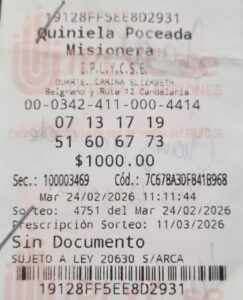 19128FF5EE8D2931
Quiniela Poceada
Misionera
I.P.L.Y.C.S.E.
DUARTE, CARINA ELIZABETH
Belgrano y Ruta 12 Candelaria
00-0342-411-000-4414
07 13 17 19
51 60 67 73
$1000.00
Sec.: 100003469 Cód.: 7C67BA3DF841B96B
Mar 24/02/2026 11:11:44
Sorteo: 4751 del Mar 24/02/2026
Prescripción Sorteo: 11/03/2026
Sin Documento
SUJETO A LEY 20630 S/ARCA
19128FF5EE8D2931